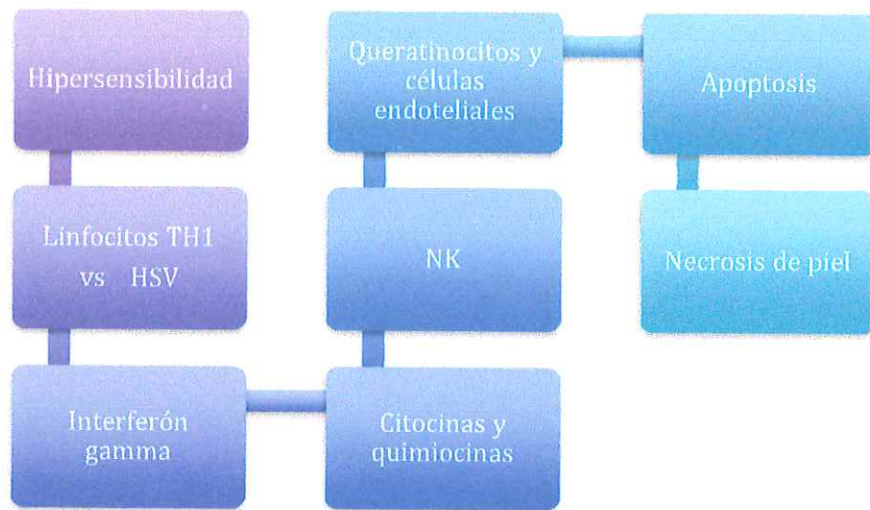 Hipersensibilidad
Linfocitos TH1
vs HSV
Interferón
gamma
Citocinas y
quimiocinas
NK
Queratinocitos y
células
endoteliales
Apoptosis
Necrosis de piel